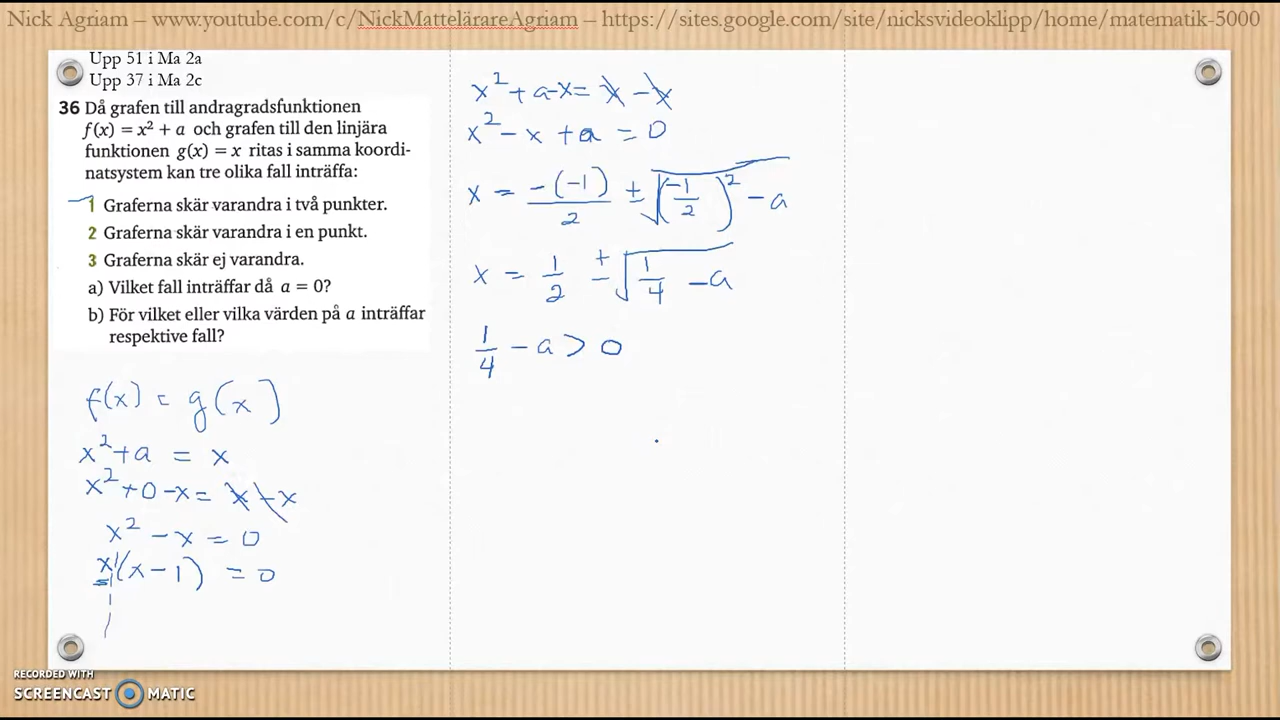 Nick Agriam – www.youtube.com/c/NickMattelärareAgriam – https://sites.google.com/site/nicksvideoklipp/home/matematik-5000
Upp 51 i Ma 2a
Upp 37 i Ma 2c
36 Då grafen till andragradsfunktionen
f(x) = x² + a och grafen till den linjära
funktionen g(x) = x ritas i samma koordi-
natsystem kan tre olika fall inträffa:
1 Graferna skär varandra i två punkter.
2 Graferna skär varandra i en punkt.
3 Graferna skär ej varandra.
a) Vilket fall inträffar då a = 0?
b) För vilket eller vilka värden på a inträffar
respektive fall?
f(x) = g(x)
x² + a = x
x² + 0 - x = x - x
x² - x = 0
x(x - 1) = 0
x² + a - x = x - x
x² - x + a = 0
x = -(-1)/2 ± √((-1/2)² - a)
x = 1/2 ± √(1/4 - a)
1/4 - a > 0
RECORDED WITH
SCREENCAST MATIC